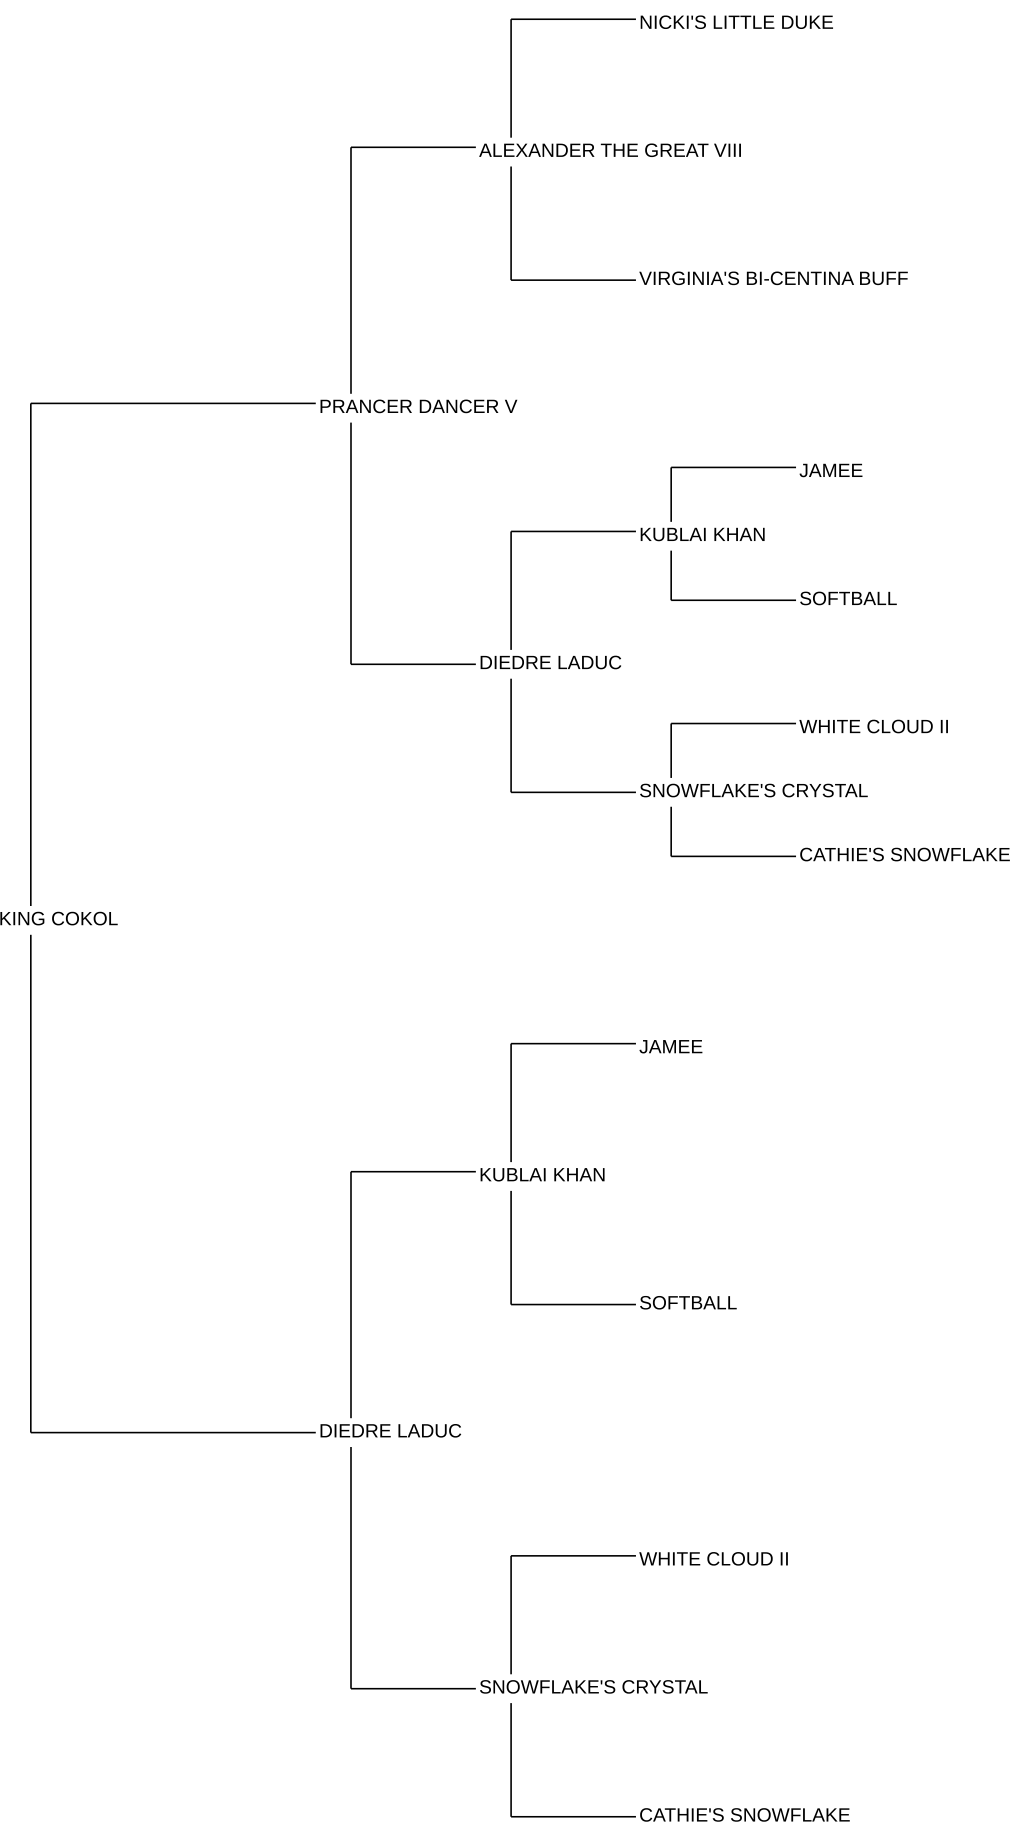 NICKI'S LITTLE DUKE
ALEXANDER THE GREAT VIII
VIRGINIA'S BI-CENTINA BUFF
PRANCER DANCER V
JAMEE
KUBLAI KHAN
SOFTBALL
DIEDRE LADUC
WHITE CLOUD II
SNOWFLAKE'S CRYSTAL
CATHIE'S SNOWFLAKE
KING COKOL
JAMEE
KUBLAI KHAN
SOFTBALL
DIEDRE LADUC
WHITE CLOUD II
SNOWFLAKE'S CRYSTAL
CATHIE'S SNOWFLAKE